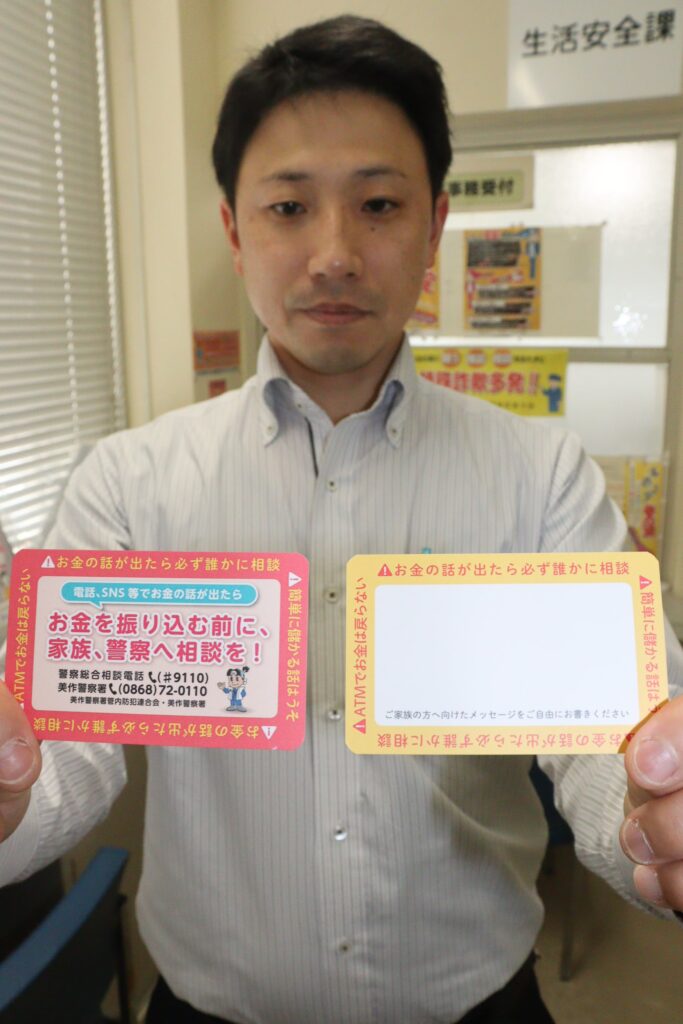 生活安全課
事務受付
特殊詐欺多発!!
お金の話が出たら必ず誰かに相談
簡単に儲かる話はうそ
お金の話が出たら必ず誰かに相談
ATMでお金は戻らない
電話、SNS等でお金の話が出たら
お金を振り込む前に、
家族、警察へ相談を!
警察総合相談電話(#9110)
美作警察署(0868)72-0110
美作警察署管内防犯連合会・美作警察署
お金の話が出たら必ず誰かに相談
簡単に儲かる話は
お金の話が出たら必ず誰かに相談
ATMでお金は戻らない
ご家族の方へ向けたメッセージをご自由にお書きください